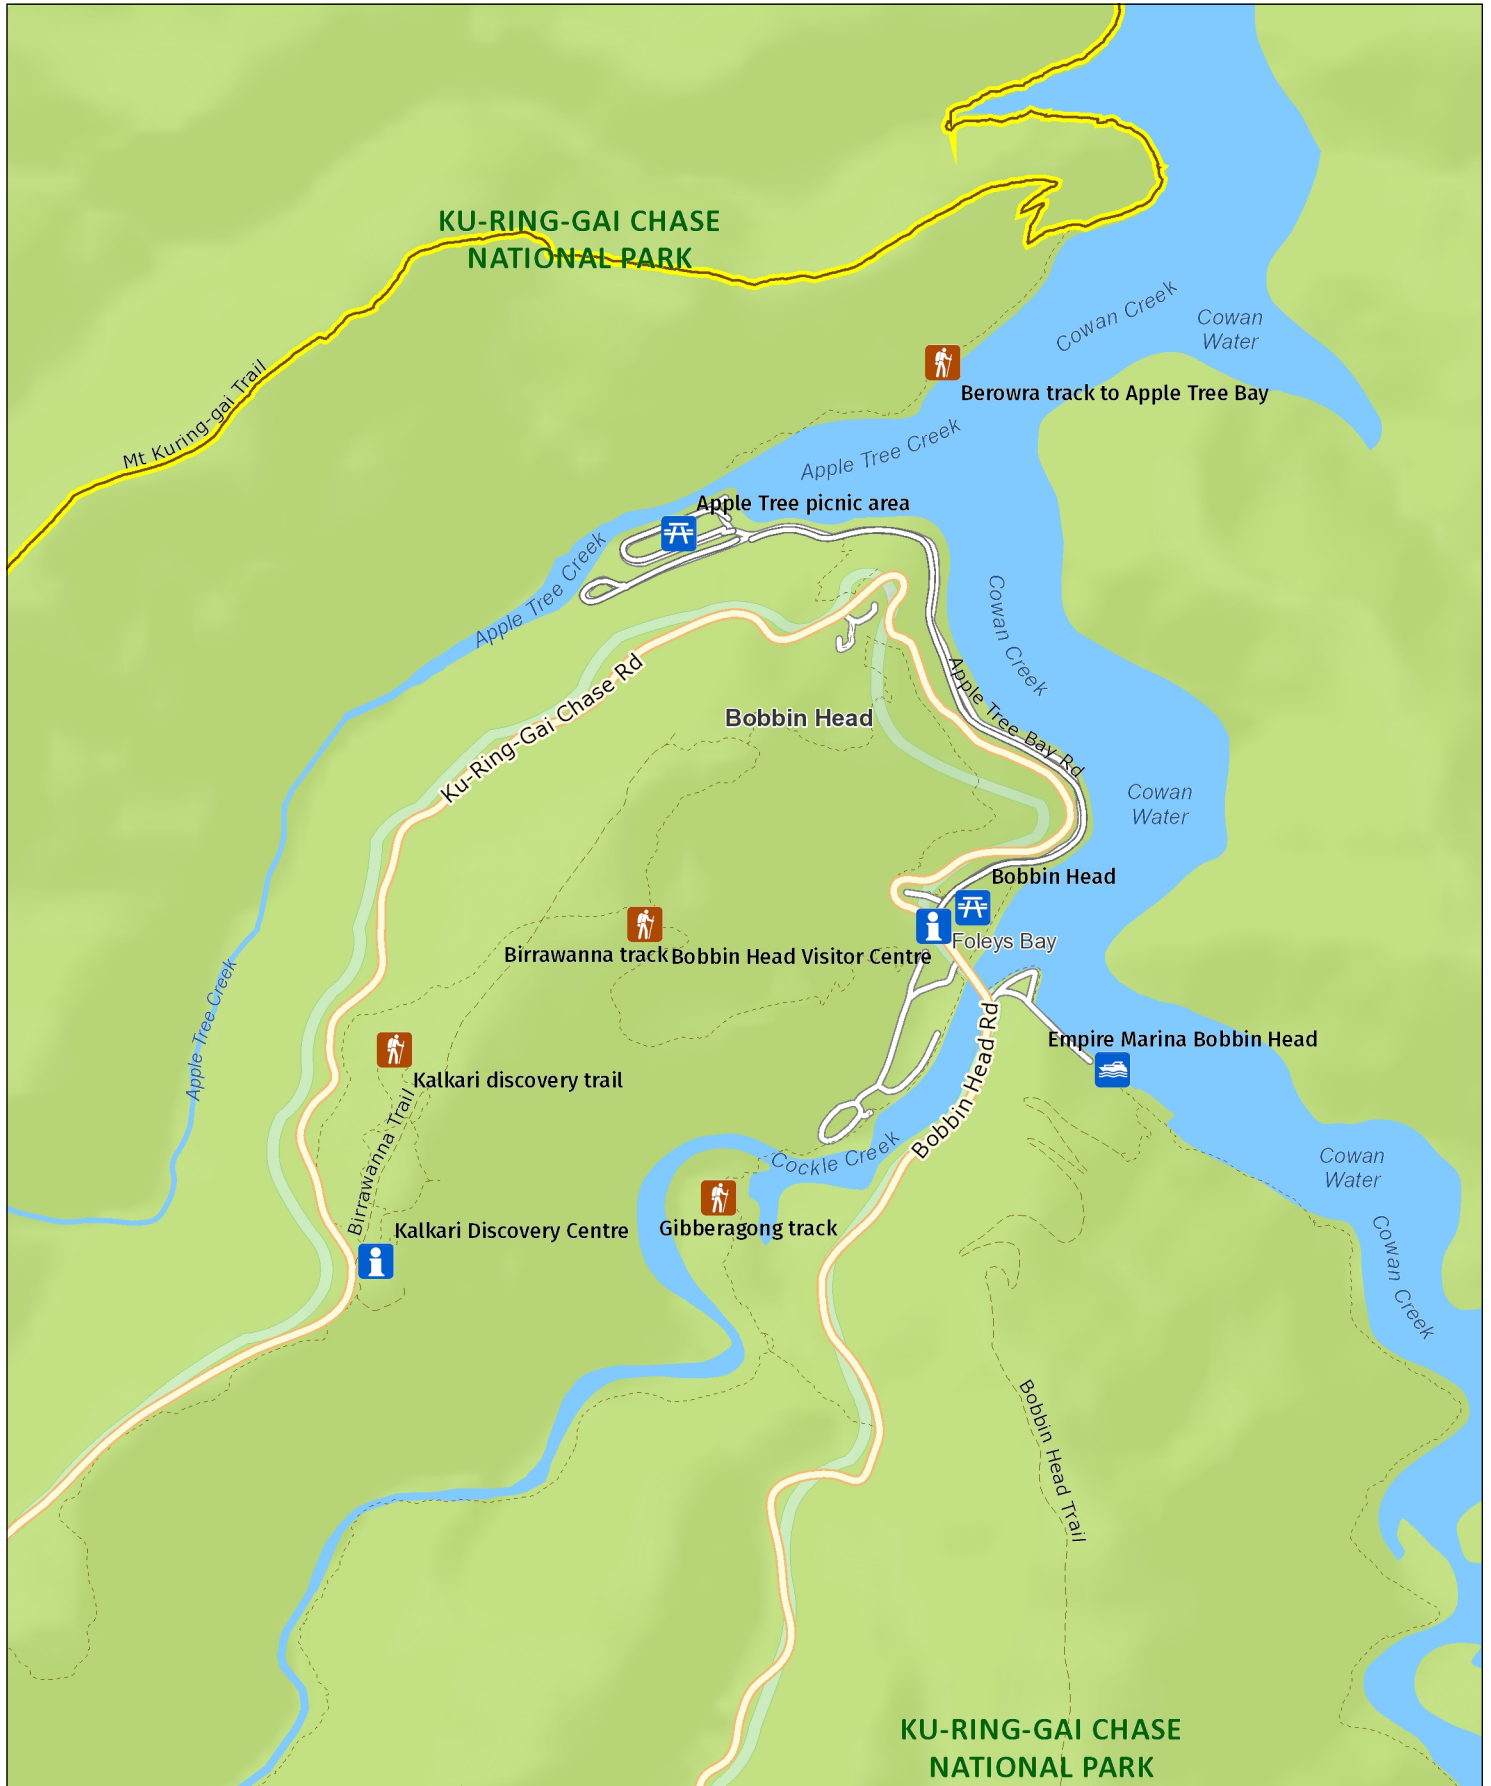 KU-RING-GAI CHASE
NATIONAL PARK
Cowan Creek
Cowan
Water
Mt Kuring-gai Trail
Berowra track to Apple Tree Bay
Apple Tree Creek
Apple Tree picnic area
Apple Tree Creek
Cowan Creek
Ku-Ring-Gai Chase Rd
Apple Tree Bay Rd
Bobbin Head
Cowan
Water
Bobbin Head
Foleys Bay
Birrawanna track
Bobbin Head Visitor Centre
Apple Tree Creek
Bobbin Head Rd
Empire Marina Bobbin Head
Kalkari discovery trail
Birrawanna Trail
Cockle Creek
Cowan
Water
Gibberagong track
Kalkari Discovery Centre
Cowan Creek
Bobbin Head Trail
KU-RING-GAI CHASE
NATIONAL PARK